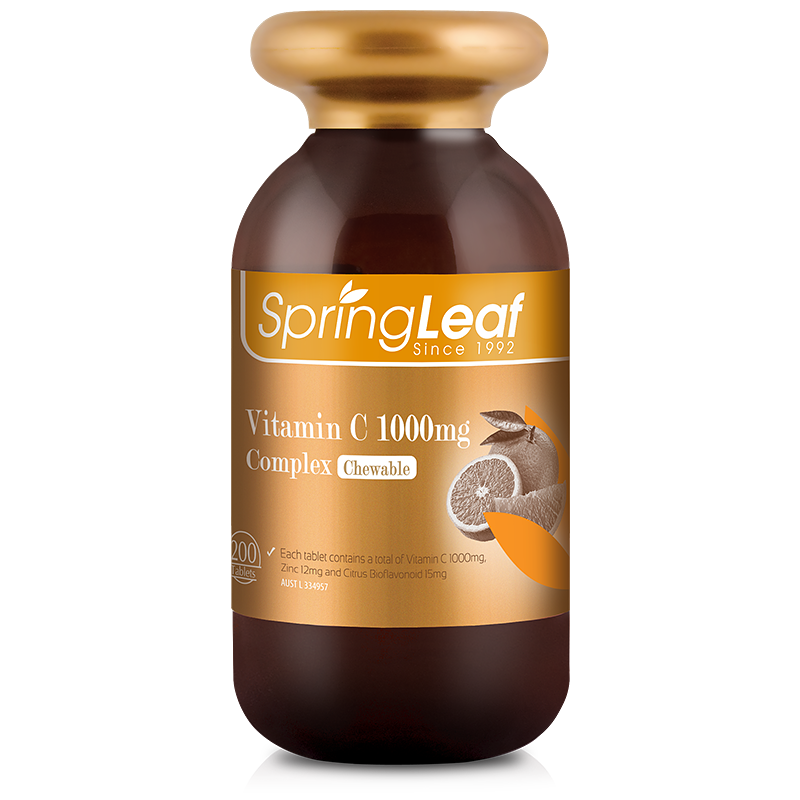 SpringLeaf
Since 1992
Vitamin C 1000mg
Complex Chewable
200
Tablets
✓ Each tablet contains a total of Vitamin C 1000mg,
Zinc 12mg and Citrus Bioflavonoid 15mg
AUST L 334957